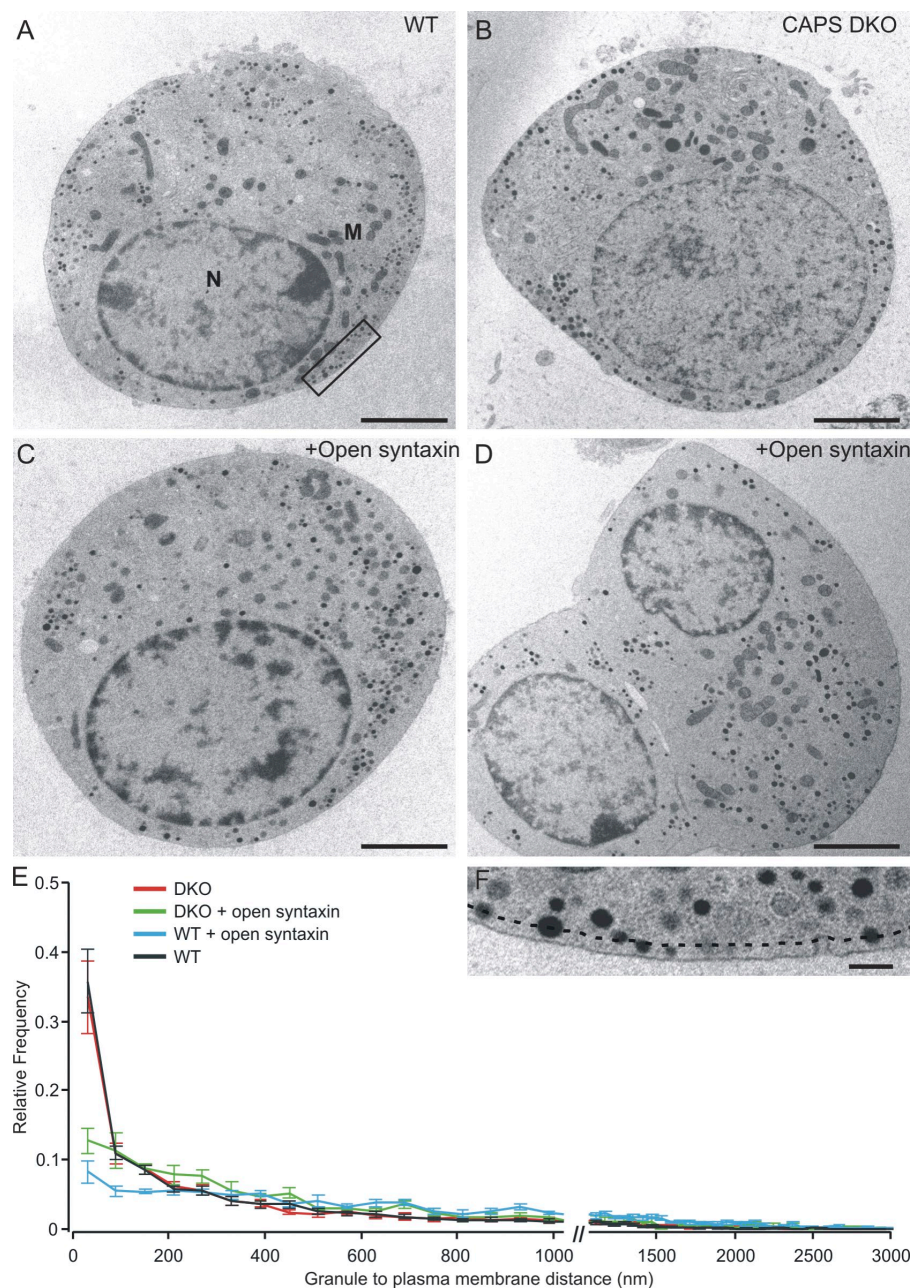 A
WT
B
CAPS DKO
N
M
C
+Open syntaxin
D
+Open syntaxin
E
F
DKO
DKO + open syntaxin
WT + open syntaxin
WT
Relative Frequency
0.5
0.4
0.3
0.2
0.1
0
0 200 400 600 800 1000 // 1500 2000 2500 3000
Granule to plasma membrane distance (nm)